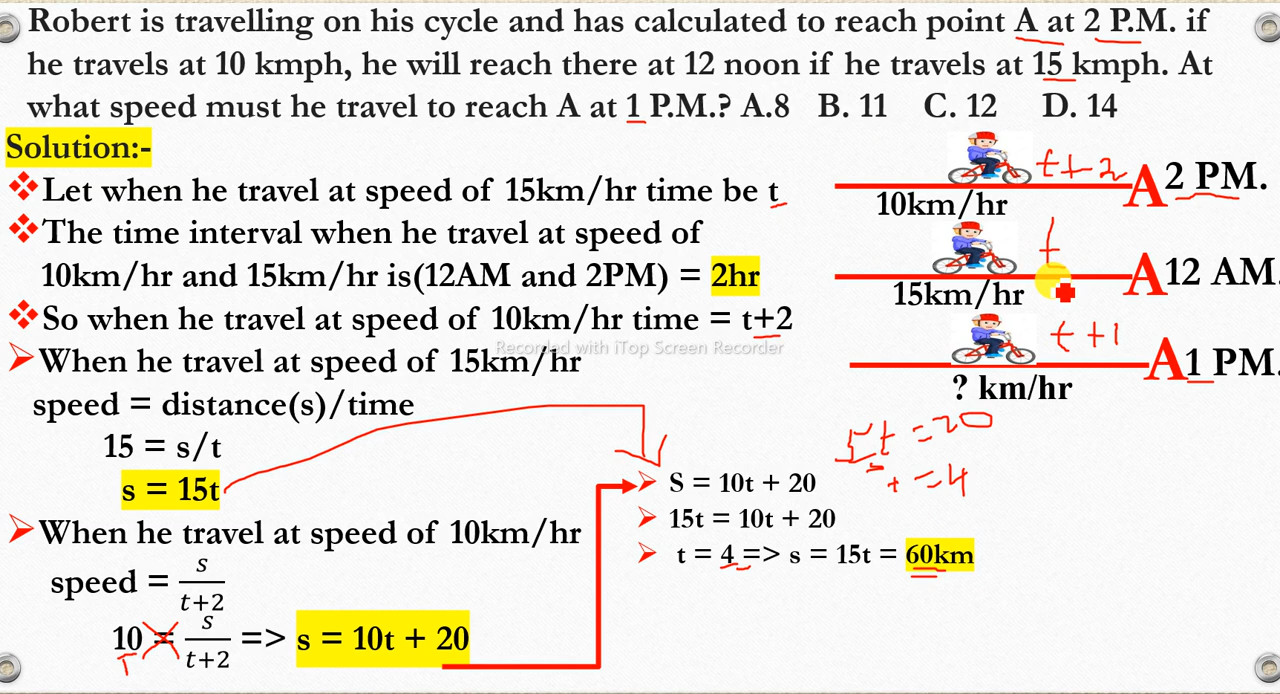 Robert is travelling on his cycle and has calculated to reach point A at 2 P.M. if
he travels at 10 kmph, he will reach there at 12 noon if he travels at 15 kmph. At
what speed must he travel to reach A at 1 P.M.? A.8 B. 11 C. 12 D. 14
Solution:-
❖Let when he travel at speed of 15km/hr time be t
❖The time interval when he travel at speed of
10km/hr and 15km/hr is(12AM and 2PM) = 2hr
❖So when he travel at speed of 10km/hr time = t+2
➢When he travel at speed of 15km/hr
speed = distance(s)/time
15 = s/t
s = 15t
➢When he travel at speed of 10km/hr
speed = s/t+2
10 = s/t+2 => s = 10t + 20
t+2
A 2 PM.
10km/hr
t
A 12 AM.
15km/hr
t+1
A 1 PM.
? km/hr
Recorded with iTop Screen Recorder
5t = 20
t = 4
➢ S = 10t + 20
➢ 15t = 10t + 20
➢ t = 4 => s = 15t = 60km